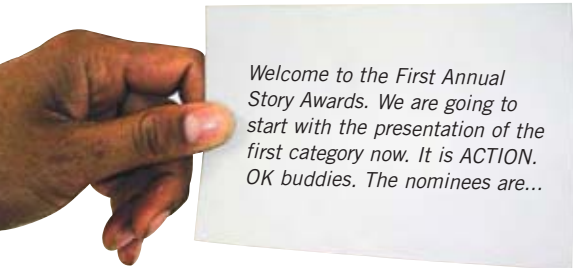 Welcome to the First Annual
Story Awards. We are going to
start with the presentation of the
first category now. It is ACTION.
OK buddies. The nominees are...